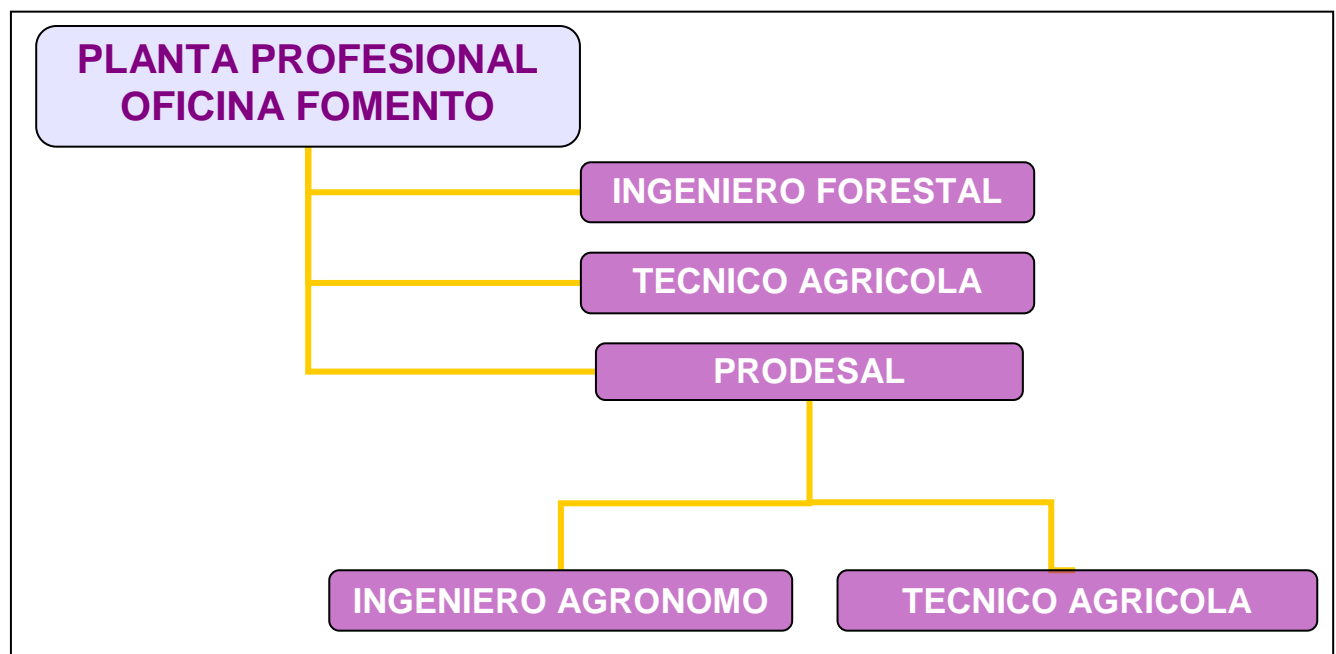 PLANTA PROFESIONAL
OFICINA FOMENTO
INGENIERO FORESTAL
TECNICO AGRICOLA
PRODESAL
INGENIERO AGRONOMO
TECNICO AGRICOLA